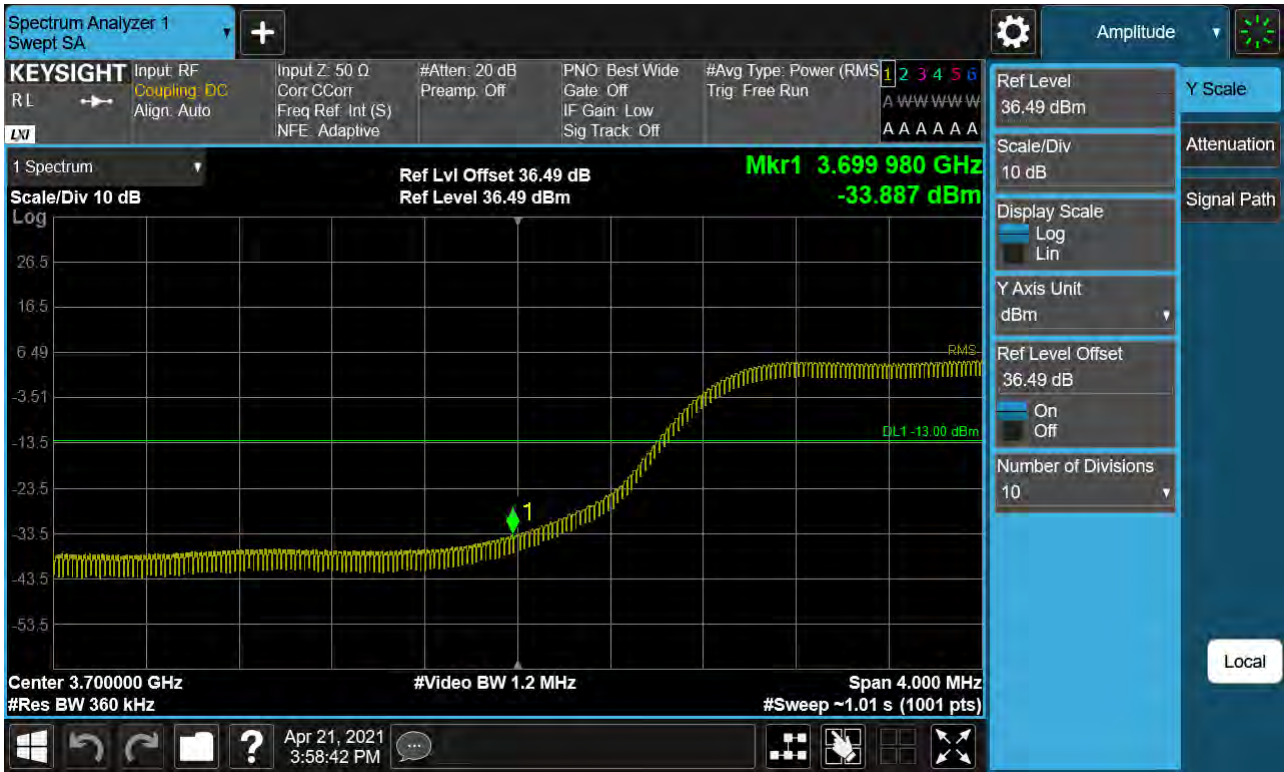 Spectrum Analyzer 1
Swept SA
Amplitude
KEYSIGHT
RL
LXI
Input: RF
Coupling: DC
Align: Auto
Input Z: 50 Ω
Corr CCorr
Freq Ref: Int (S)
NFE: Adaptive
#Atten: 20 dB
Preamp: Off
PNO: Best Wide
Gate: Off
IF Gain: Low
Sig Track: Off
#Avg Type: Power (RMS
Trig: Free Run
1 2 3 4 5 6
A W W W W W
A A A A A A
1 Spectrum
Scale/Div 10 dB
Log
Ref Lvl Offset 36.49 dB
Ref Level 36.49 dBm
Mkr1 3.699 980 GHz
-33.887 dBm
26.5
16.5
6.49
-3.51
-13.5
-23.5
-33.5
-43.5
-53.5
RMS
DL1 -13.00 dBm
1
Center 3.700000 GHz
#Res BW 360 kHz
#Video BW 1.2 MHz
Span 4.000 MHz
#Sweep ~1.01 s (1001 pts)
Ref Level
36.49 dBm
Scale/Div
10 dB
Display Scale
Log
Lin
Y Axis Unit
dBm
Ref Level Offset
36.49 dB
On
Off
Number of Divisions
10
Y Scale
Attenuation
Signal Path
Local
?
Apr 21, 2021
3:58:42 PM